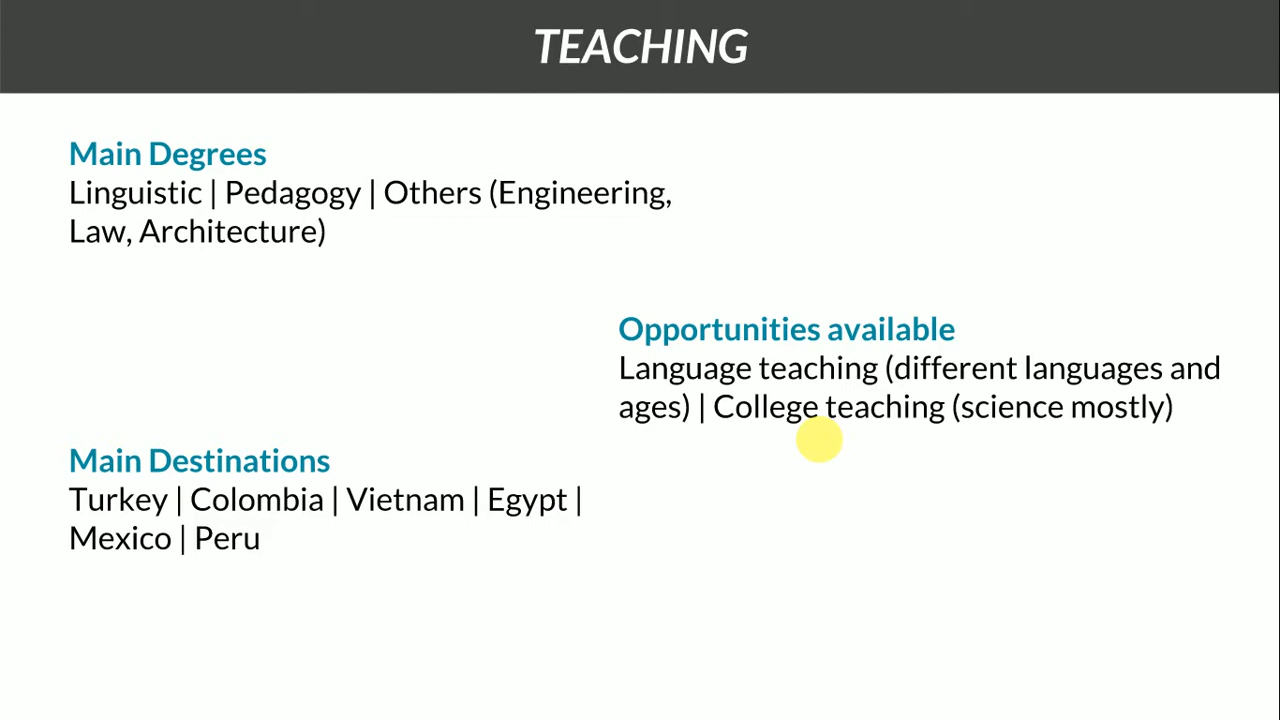 TEACHING
Main Degrees
Linguistic | Pedagogy | Others (Engineering,
Law, Architecture)
Opportunities available
Language teaching (different languages and
ages) | College teaching (science mostly)
Main Destinations
Turkey | Colombia | Vietnam | Egypt |
Mexico | Peru